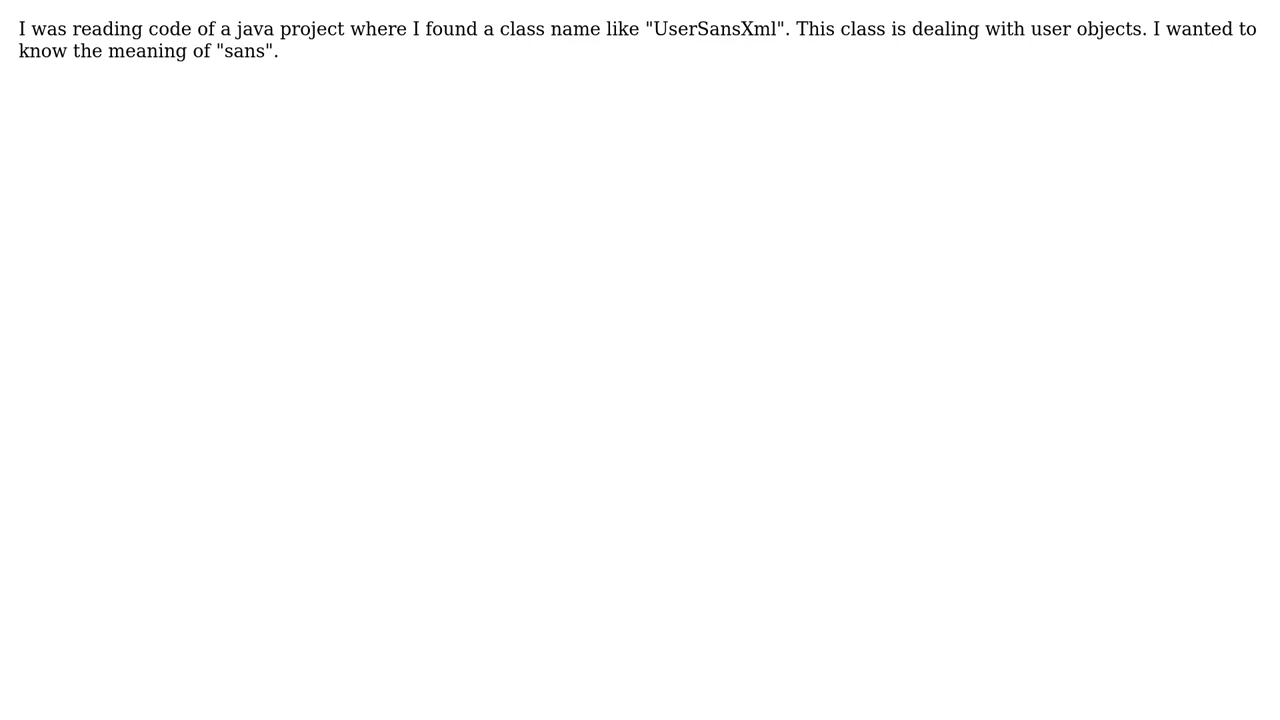 I was reading code of a java project where I found a class name like "UserSansXml". This class is dealing with user objects. I wanted to
know the meaning of "sans".